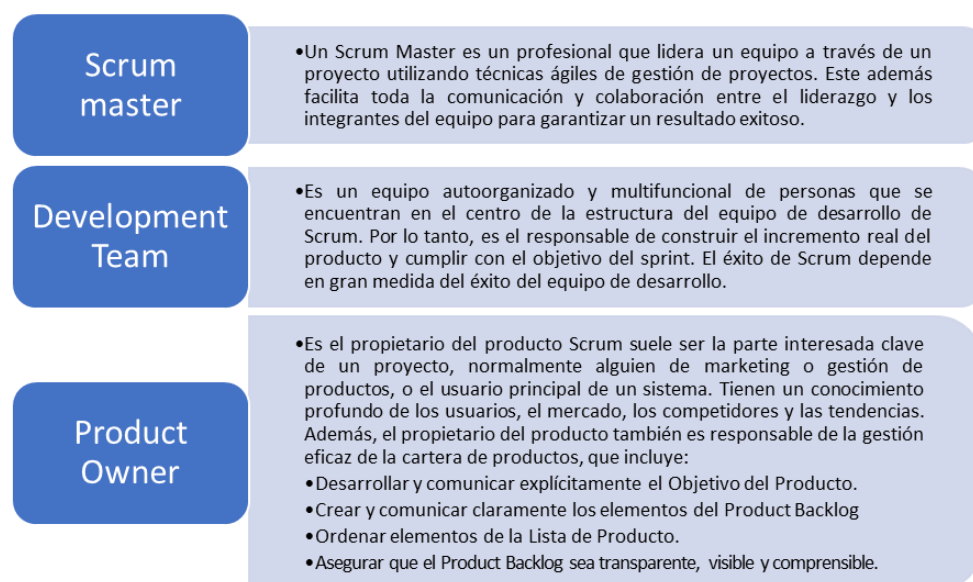 Scrum
master
•Un Scrum Master es un profesional que lidera un equipo a través de un
proyecto utilizando técnicas ágiles de gestión de proyectos. Este además
facilita toda la comunicación y colaboración entre el liderazgo y los
integrantes del equipo para garantizar un resultado exitoso.
Development
Team
•Es un equipo autoorganizado y multifuncional de personas que se
encuentran en el centro de la estructura del equipo de desarrollo de
Scrum. Por lo tanto, es el responsable de construir el incremento real del
producto y cumplir con el objetivo del sprint. El éxito de Scrum depende
en gran medida del éxito del equipo de desarrollo.
Product
Owner
•Es el propietario del producto Scrum suele ser la parte interesada clave
de un proyecto, normalmente alguien de marketing o gestión de
productos, o el usuario principal de un sistema. Tienen un conocimiento
profundo de los usuarios, el mercado, los competidores y las tendencias.
Además, el propietario del producto también es responsable de la gestión
eficaz de la cartera de productos, que incluye:
•Desarrollar y comunicar explícitamente el Objetivo del Producto.
•Crear y comunicar claramente los elementos del Product Backlog
•Ordenar elementos de la Lista de Producto.
•Asegurar que el Product Backlog sea transparente, visible y comprensible.